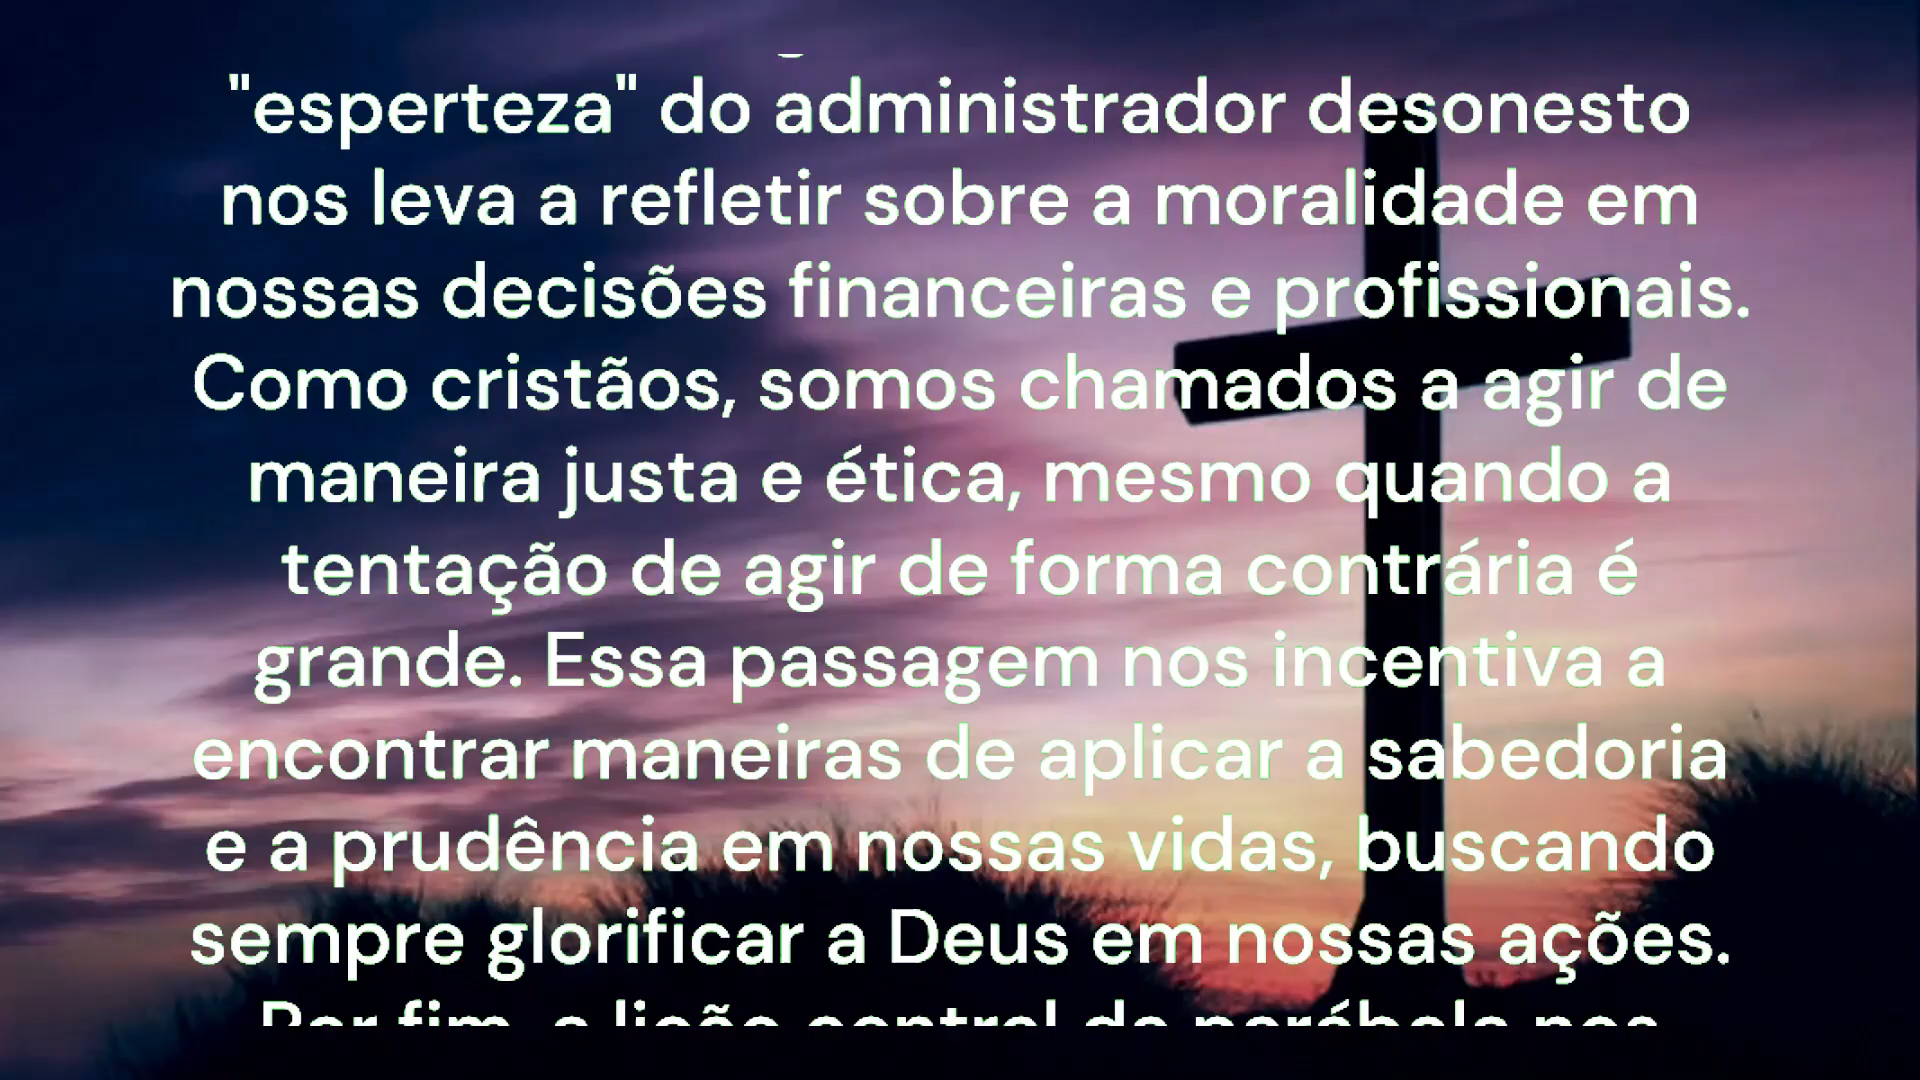 "esperteza" do administrador desonesto
nos leva a refletir sobre a moralidade em
nossas decisões financeiras e profissionais.
Como cristãos, somos chamados a agir de
maneira justa e ética, mesmo quando a
tentação de agir de forma contrária é
grande. Essa passagem nos incentiva a
encontrar maneiras de aplicar a sabedoria
e a prudência em nossas vidas, buscando
sempre glorificar a Deus em nossas ações.
Por fim, a lição central da parábola nos